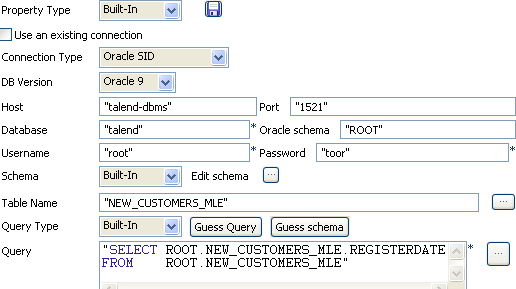 Property Type Built-In
Use an existing connection
Connection Type Oracle SID
DB Version Oracle 9
Host "talend-dbms" Port "1521"
Database "talend" * Oracle schema "ROOT"
Username "root" * Password "toor" *
Schema Built-In Edit schema ...
Table Name "NEW_CUSTOMERS_MLE" ...
Query Type Built-In Guess Query Guess schema
Query "SELECT ROOT.NEW_CUSTOMERS_MLE.REGISTERDATE * ...
FROM ROOT.NEW_CUSTOMERS_MLE"